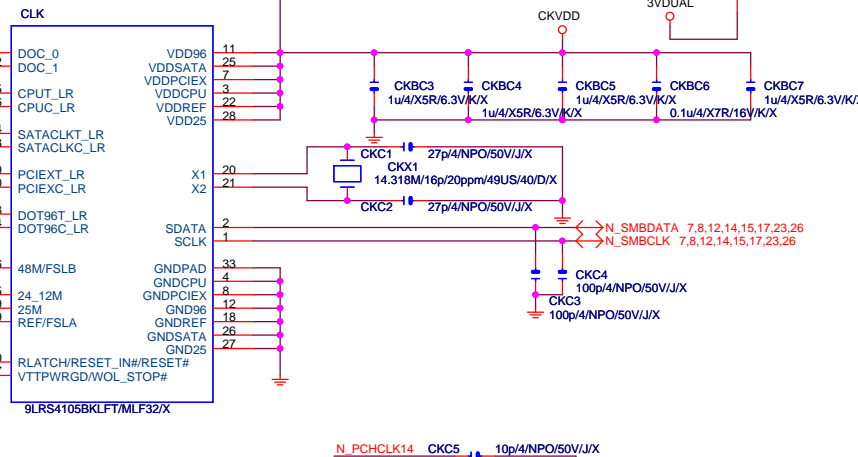 CLK
CKVDD
3VDUAL
DOC_0 VDD96 11
DOC_1 VDDSATA 25
VDDPCIEX 7
CPUT_LR VDDCPU 3
CPUC_LR VDDREF 22
VDD25 28
CKBC3
1u/4/X5R/6.3V/K/X
CKBC4
1u/4/X5R/6.3V/K/X
CKBC5
1u/4/X5R/6.3V/K/X
CKBC6
0.1u/4/X7R/16V/K/X
CKBC7
1u/4/X5R/6.3V/K/X
SATACLKT_LR
SATACLKC_LR
PCIEXT_LR X1 20
PCIEXC_LR X2 21
CKC1 27p/4/NPO/50V/J/X
CKX1
14.318M/16p/20ppm/49US/40/D/X
CKC2 27p/4/NPO/50V/J/X
DOT96T_LR
DOT96C_LR
SDATA 2
SCLK 1
N_SMBDATA 7,8,12,14,15,17,23,26
N_SMBCLK 7,8,12,14,15,17,23,26
CKC4
100p/4/NPO/50V/J/X
CKC3
100p/4/NPO/50V/J/X
48M/FSLB GNDPAD 33
GNDCPU 4
24_12M GNDPCIEX 8
25M GND96 12
REF/FSLA GNDREF 18
GNDSATA 26
GND25 27
RLATCH/RESET_IN#/RESET#
VTTPWRGD/WOL_STOP#
9LRS4105BKLFT/MLF32/X
N_PCHCLK14 CKC5 10p/4/NPO/50V/J/X